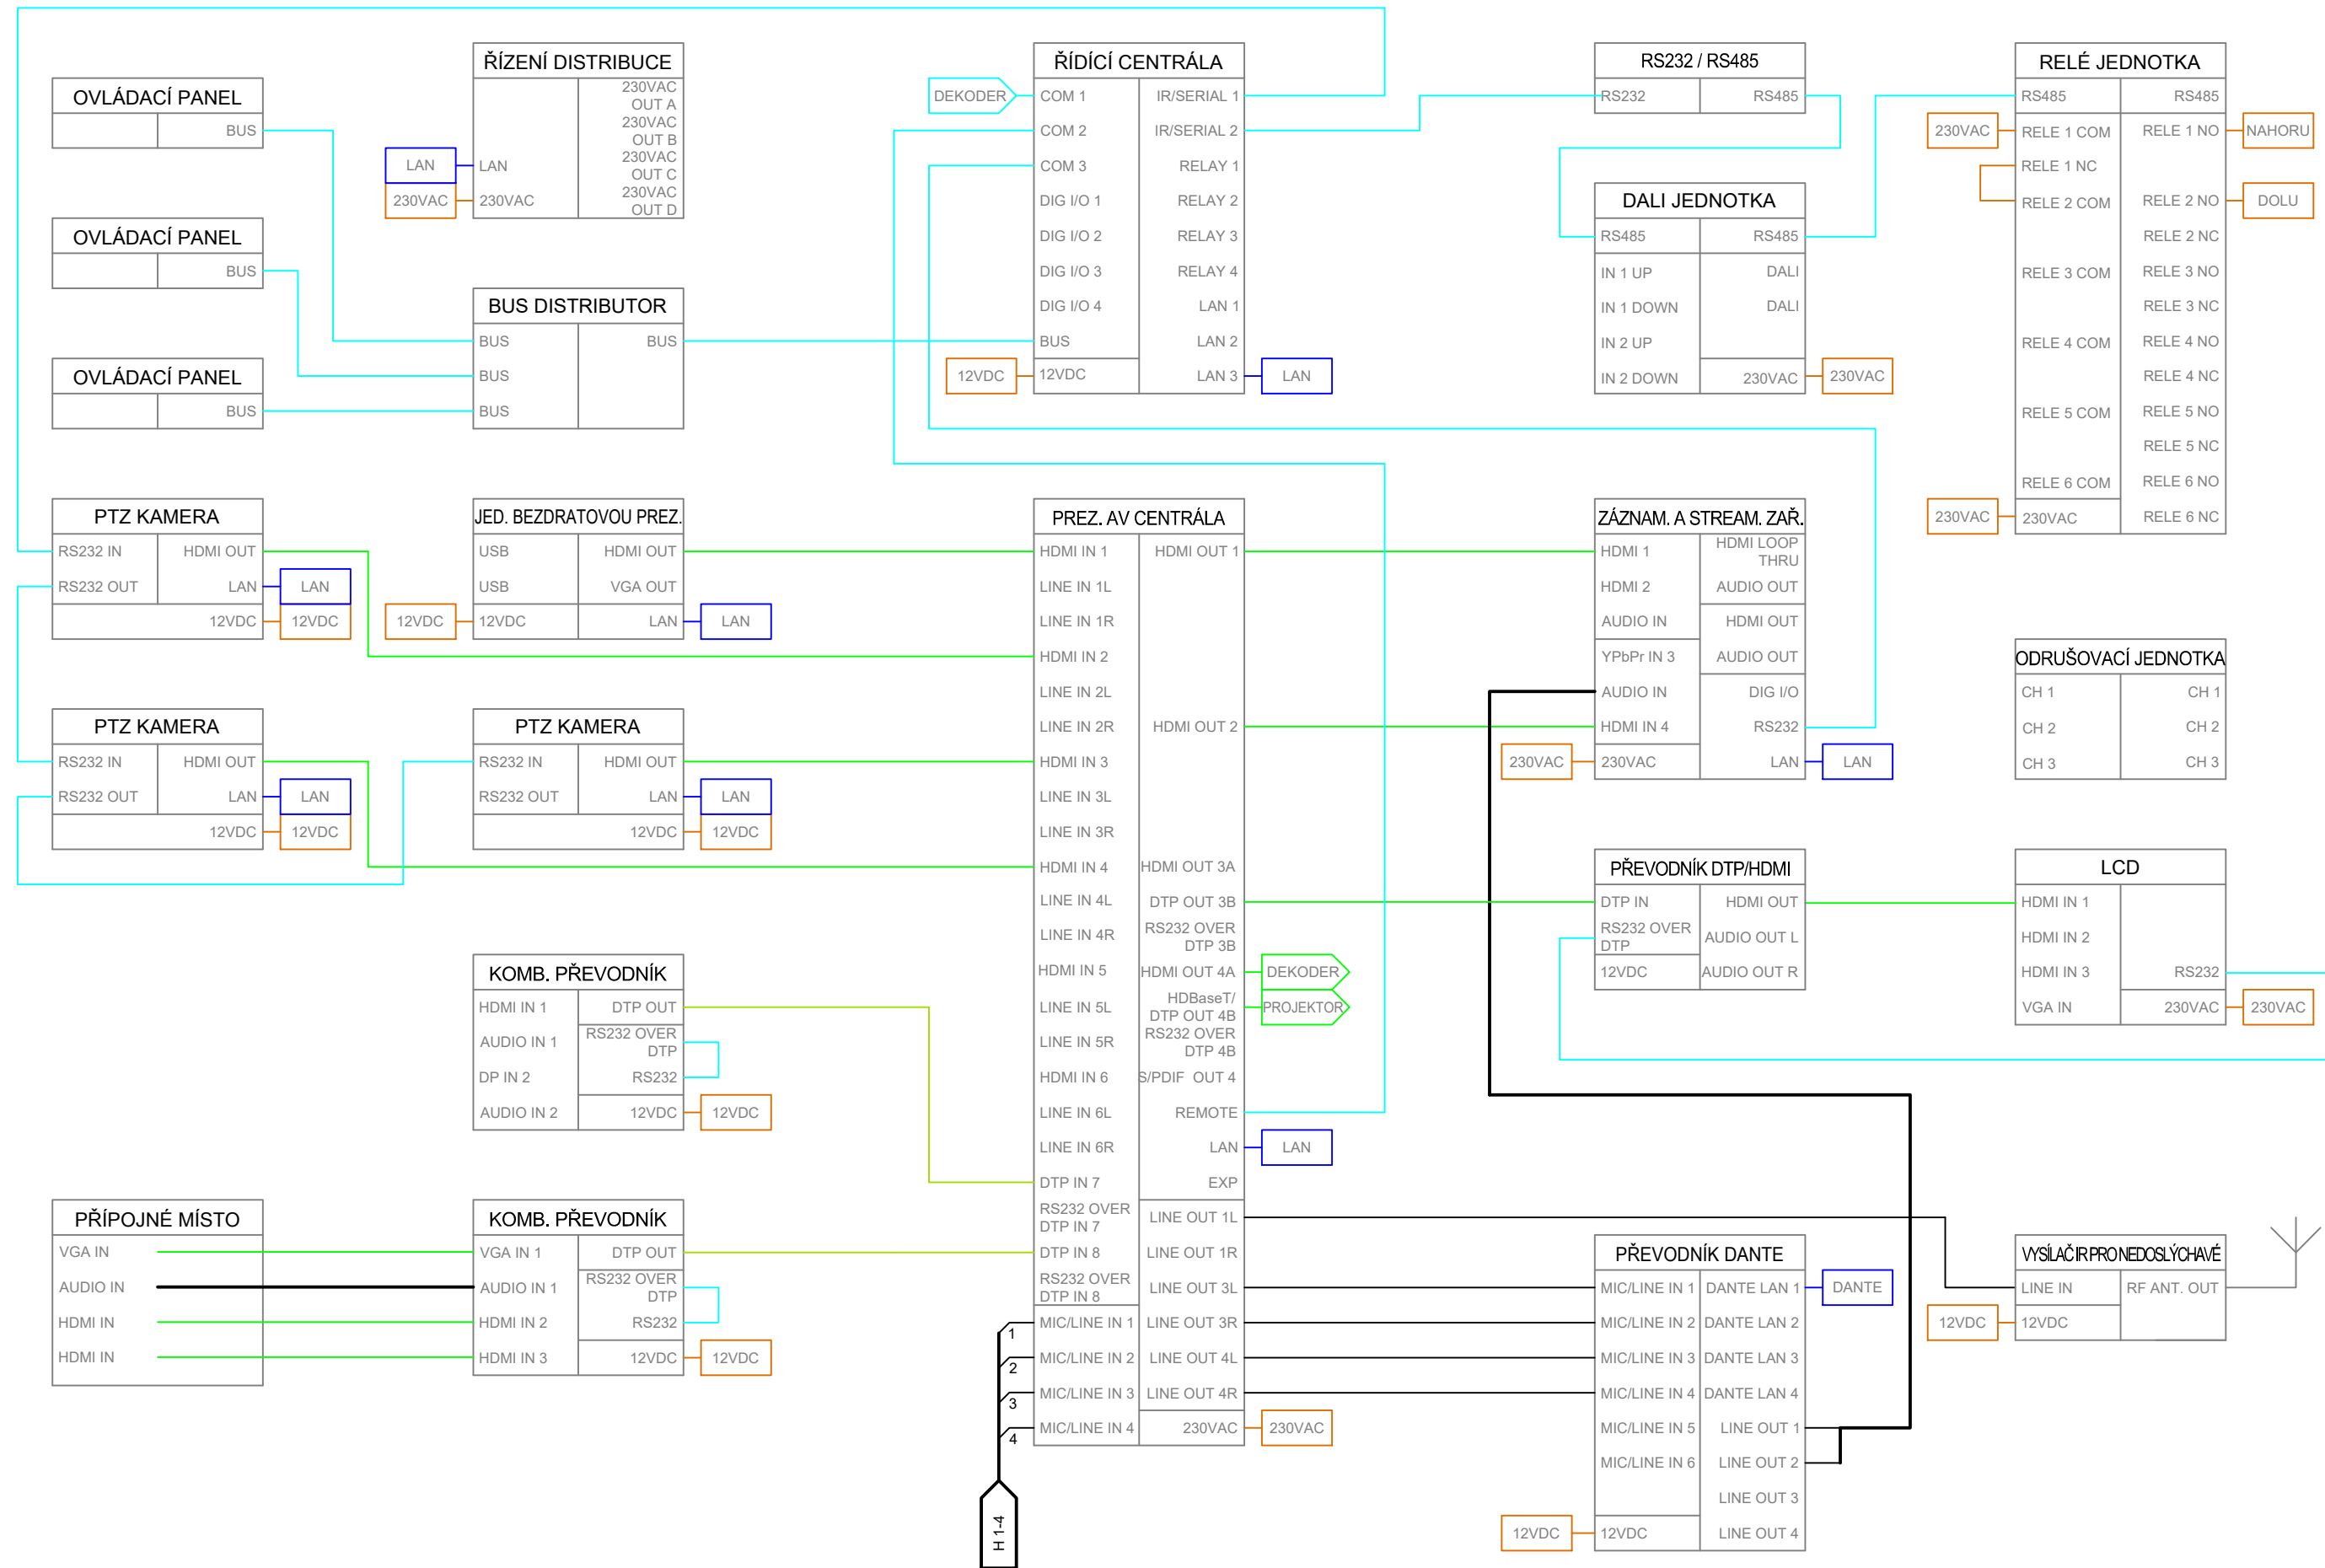 OVLÁDACÍ PANEL
BUS
OVLÁDACÍ PANEL
BUS
OVLÁDACÍ PANEL
BUS
ŘÍZENÍ DISTRIBUCE
230VAC
OUT A
230VAC
OUT B
230VAC
OUT C
230VAC
OUT D
LAN
LAN
230VAC
230VAC
BUS DISTRIBUTOR
BUS
BUS
BUS
BUS
ŘÍDÍCÍ CENTRÁLA
DEKODER
COM 1
IR/SERIAL 1
COM 2
IR/SERIAL 2
COM 3
RELAY 1
DIG I/O 1
RELAY 2
DIG I/O 2
RELAY 3
DIG I/O 3
RELAY 4
DIG I/O 4
LAN 1
BUS
LAN 2
12VDC
12VDC
LAN 3
LAN
RS232 / RS485
RS232
RS485
DALI JEDNOTKA
RS485
RS485
IN 1 UP
DALI
IN 1 DOWN
DALI
IN 2 UP
IN 2 DOWN
230VAC
230VAC
RELÉ JEDNOTKA
RS485
RS485
230VAC
RELE 1 COM
RELE 1 NO
NAHORU
RELE 1 NC
RELE 2 COM
RELE 2 NO
DOLU
RELE 2 NC
RELE 3 COM
RELE 3 NO
RELE 3 NC
RELE 4 COM
RELE 4 NO
RELE 4 NC
RELE 5 COM
RELE 5 NO
RELE 5 NC
RELE 6 COM
RELE 6 NO
230VAC
230VAC
RELE 6 NC
PTZ KAMERA
RS232 IN
HDMI OUT
RS232 OUT
LAN
LAN
12VDC
12VDC
JED. BEZDRATOVOU PREZ.
USB
HDMI OUT
USB
VGA OUT
12VDC
12VDC
LAN
LAN
PTZ KAMERA
RS232 IN
HDMI OUT
RS232 OUT
LAN
LAN
12VDC
12VDC
PTZ KAMERA
RS232 IN
HDMI OUT
RS232 OUT
LAN
LAN
12VDC
12VDC
KOMB. PŘEVODNÍK
HDMI IN 1
DTP OUT
AUDIO IN 1
RS232 OVER
DTP
DP IN 2
RS232
AUDIO IN 2
12VDC
12VDC
PŘÍPOJNÉ MÍSTO
VGA IN
AUDIO IN
HDMI IN
HDMI IN
KOMB. PŘEVODNÍK
VGA IN 1
DTP OUT
AUDIO IN 1
RS232 OVER
DTP
HDMI IN 2
RS232
HDMI IN 3
12VDC
12VDC
PREZ. AV CENTRÁLA
HDMI IN 1
HDMI OUT 1
LINE IN 1L
LINE IN 1R
HDMI IN 2
LINE IN 2L
LINE IN 2R
HDMI OUT 2
HDMI IN 3
LINE IN 3L
LINE IN 3R
HDMI IN 4
HDMI OUT 3A
LINE IN 4L
DTP OUT 3B
LINE IN 4R
RS232 OVER
DTP 3B
HDMI IN 5
HDMI OUT 4A
DEKODER
LINE IN 5L
HDBaseT/
DTP OUT 4B
PROJEKTOR
LINE IN 5R
RS232 OVER
DTP 4B
HDMI IN 6
S/PDIF OUT 4
LINE IN 6L
REMOTE
LINE IN 6R
LAN
LAN
DTP IN 7
EXP
RS232 OVER
DTP IN 7
LINE OUT 1L
DTP IN 8
LINE OUT 1R
RS232 OVER
DTP IN 8
LINE OUT 3L
1
MIC/LINE IN 1
LINE OUT 3R
2
MIC/LINE IN 2
LINE OUT 4L
3
MIC/LINE IN 3
LINE OUT 4R
4
MIC/LINE IN 4
230VAC
230VAC
H 1-4
ZÁZNAM. A STREAM. ZAŘ.
HDMI 1
HDMI LOOP
THRU
HDMI 2
AUDIO OUT
AUDIO IN
HDMI OUT
YPbPr IN 3
AUDIO OUT
AUDIO IN
DIG I/O
HDMI IN 4
RS232
230VAC
230VAC
LAN
LAN
ODRUŠOVACÍ JEDNOTKA
CH 1
CH 1
CH 2
CH 2
CH 3
CH 3
PŘEVODNÍK DTP/HDMI
DTP IN
HDMI OUT
RS232 OVER
DTP
AUDIO OUT L
12VDC
AUDIO OUT R
LCD
HDMI IN 1
HDMI IN 2
HDMI IN 3
RS232
VGA IN
230VAC
230VAC
PŘEVODNÍK DANTE
MIC/LINE IN 1
DANTE LAN 1
DANTE
MIC/LINE IN 2
DANTE LAN 2
MIC/LINE IN 3
DANTE LAN 3
MIC/LINE IN 4
DANTE LAN 4
MIC/LINE IN 5
LINE OUT 1
MIC/LINE IN 6
LINE OUT 2
LINE OUT 3
12VDC
12VDC
LINE OUT 4
VYSÍLAČ IR PRO NEDOSLÝCHAVÉ
LINE IN
RF ANT. OUT
12VDC
12VDC